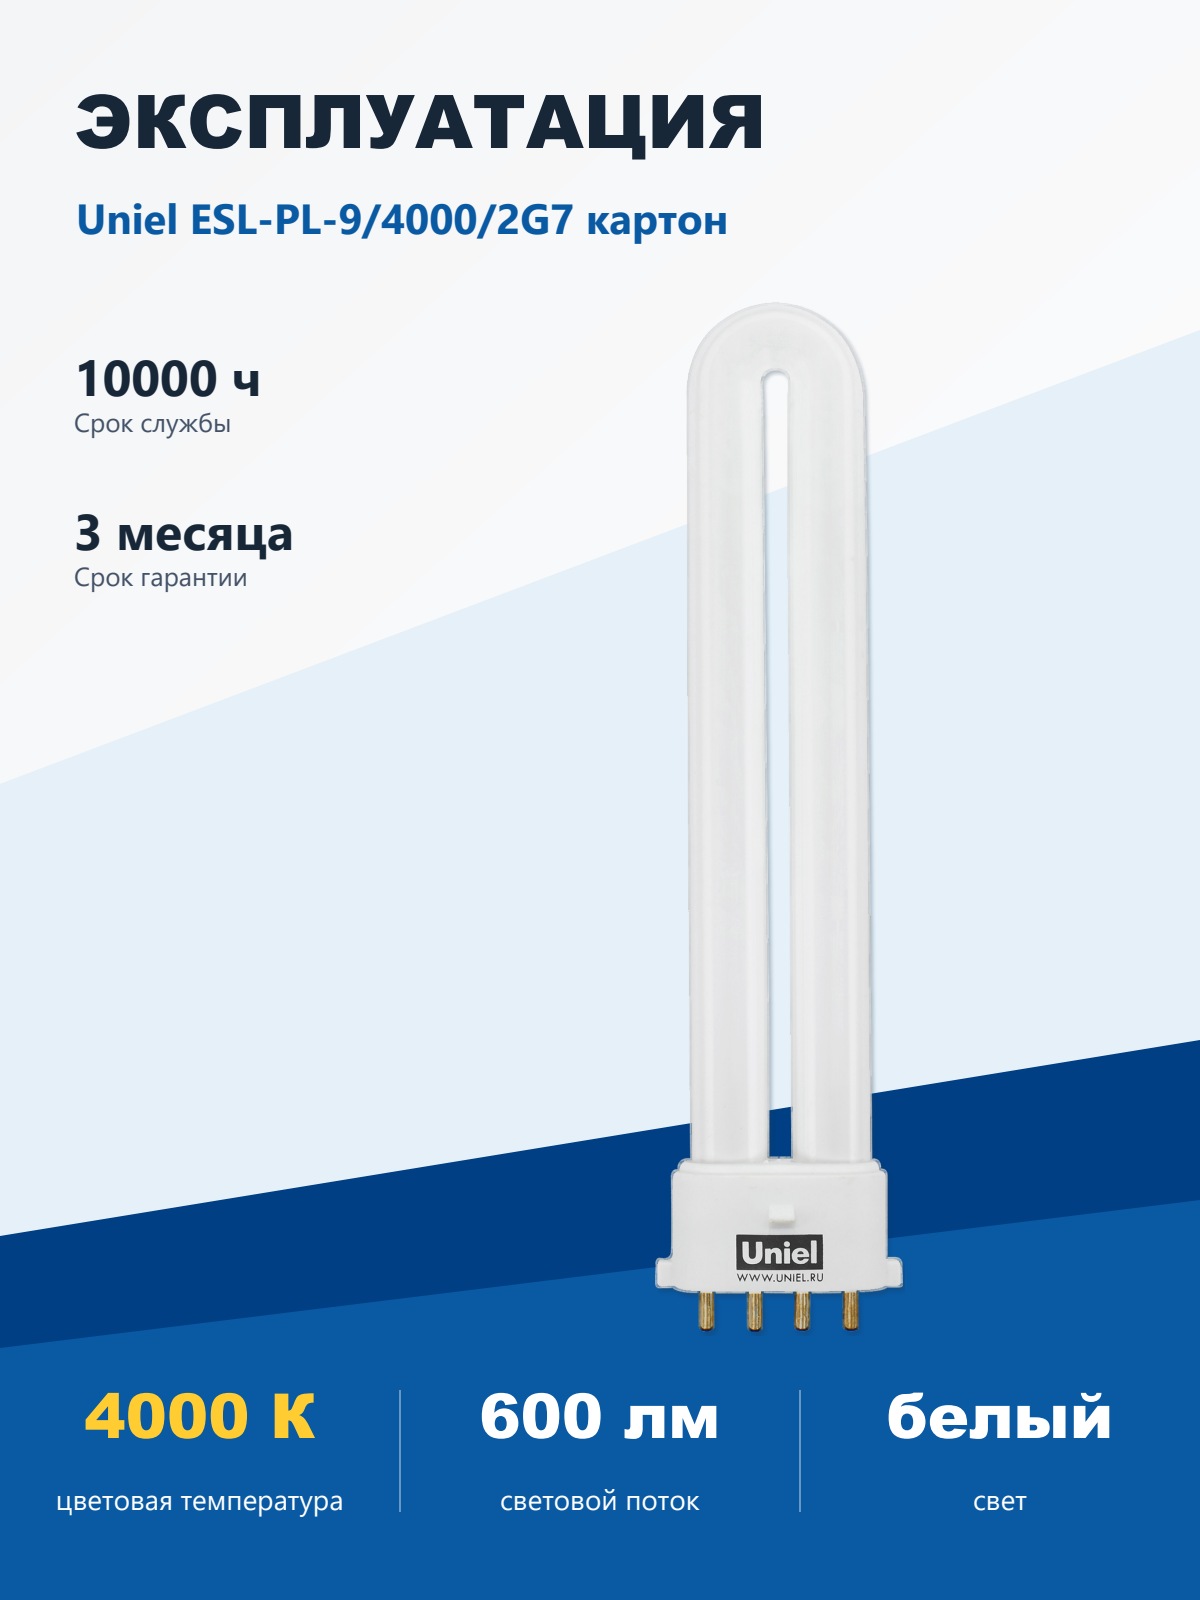 ЭКСПЛУАТАЦИЯ
Uniel ESL-PL-9/4000/2G7 картон
10000 ч
Срок службы
3 месяца
Срок гарантии
Uniel
WWW.UNIEL.RU
4000 К
цветовая температура
600 лм
световой поток
белый
свет